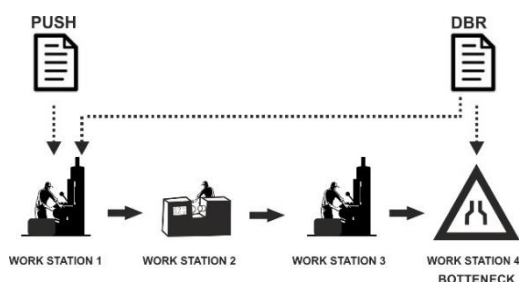 PUSH
DBR
WORK STATION 1
WORK STATION 2
WORK STATION 3
WORK STATION 4
BOTTENECK